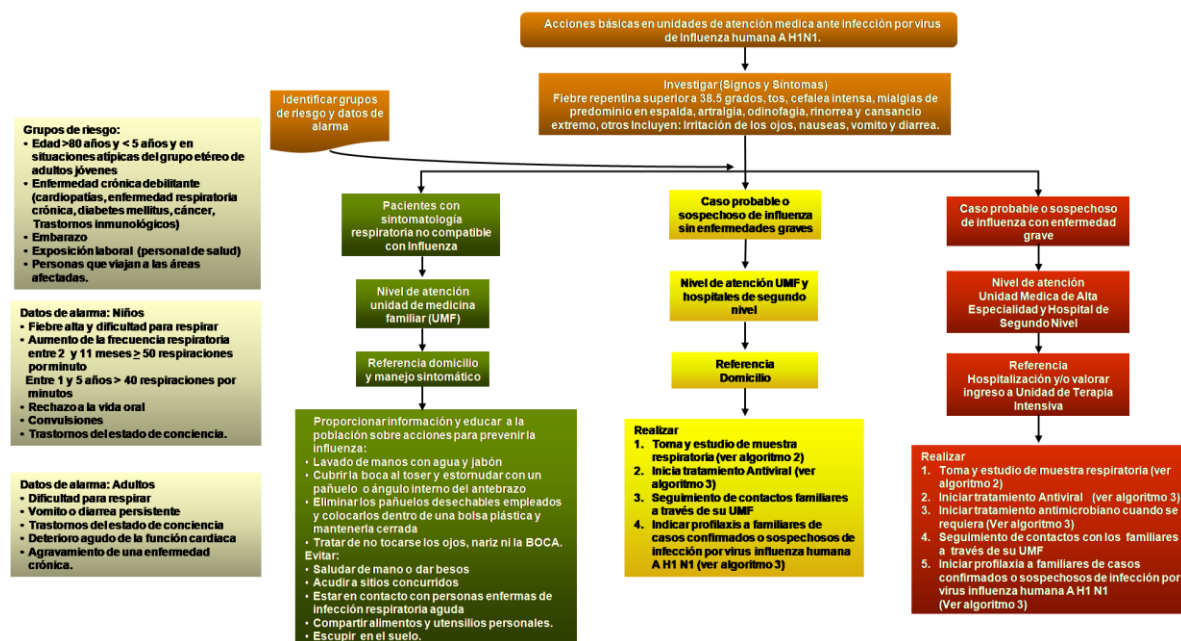 Acciones básicas en unidades de atención medica ante infección por virus
de Influenza humana A H1N1.
Investigar (Signos y Síntomas)
Fiebre repentina superior a 38.5 grados, tos, cefalea intensa, mialgias de
predominio en espalda, artralgia, odinofagia, rinorrea y cansancio
extremo, otros Incluyen: irritación de los ojos, nauseas, vomito y diarrea.
Identificar grupos
de riesgo y datos de
alarma
Grupos de riesgo:
• Edad >80 años y < 5 años y en
situaciones atípicas del grupo etéreo de
adultos jóvenes
• Enfermedad crónica debilitante
(cardiopatías, enfermedad respiratoria
crónica, diabetes mellitus, cáncer,
Trastornos inmunológicos)
• Embarazo
• Exposición laboral (personal de salud)
• Personas que viajan a las áreas
afectadas.
Datos de alarma: Niños
• Fiebre alta y dificultad para respirar
• Aumento de la frecuencia respiratoria
entre 2 y 11 meses ≥ 50 respiraciones
por minuto
Entre 1 y 5 años > 40 respiraciones por
minutos
• Rechazo a la vida oral
• Convulsiones
• Trastornos del estado de conciencia.
Datos de alarma: Adultos
• Dificultad para respirar
• Vomito o diarrea persistente
• Trastornos del estado de conciencia
• Deterioro agudo de la función cardiaca
• Agravamiento de una enfermedad
crónica.
Pacientes con
sintomatología
respiratoria no compatible
con Influenza
Nivel de atención
unidad de medicina
familiar (UMF)
Referencia domicilio
y manejo sintomático
Proporcionar información y educar a la
población sobre acciones para prevenir la
influenza:
• Lavado de manos con agua y jabón
• Cubrir la boca al toser y estornudar con un
pañuelo o ángulo interno del antebrazo
• Eliminar los pañuelos desechables empleados
y colocarlos dentro de una bolsa plástica y
mantenerla cerrada
• Tratar de no tocarse los ojos, nariz ni la BOCA.
Evitar:
• Saludar de mano o dar besos
• Acudir a sitios concurridos
• Estar en contacto con personas enfermas de
infección respiratoria aguda
• Compartir alimentos y utensilios personales.
• Escupir en el suelo.
Caso probable o
sospechoso de influenza
sin enfermedades graves
Nivel de atención UMF y
hospitales de segundo
nivel
Referencia
Domicilio
Realizar
1. Toma y estudio de muestra
respiratoria (ver algoritmo 2)
2. Inicia tratamiento Antiviral (ver
algoritmo 3)
3. Seguimiento de contactos familiares
a través de su UMF
4. Indicar profilaxis a familiares de
casos confirmados o sospechosos de
infección por virus influenza humana
A H1 N1 (ver algoritmo 3)
Caso probable o sospechoso
de influenza con enfermedad
grave
Nivel de atención
Unidad Medica de Alta
Especialidad y Hospital de
Segundo Nivel
Referencia
Hospitalización y/o valorar
ingreso a Unidad de Terapia
Intensiva
Realizar
1. Toma y estudio de muestra respiratoria (ver
algoritmo 2)
2. Iniciar tratamiento Antiviral (ver algoritmo 3)
3. Iniciar tratamiento antimicrobiano cuando se
requiera (Ver algoritmo 3)
4. Seguimiento de contactos con los familiares
a través de su UMF
5. Iniciar profilaxia a familiares de casos
confirmados o sospechosos de infección por
virus influenza humana A H1 N1
(Ver algoritmo 3)